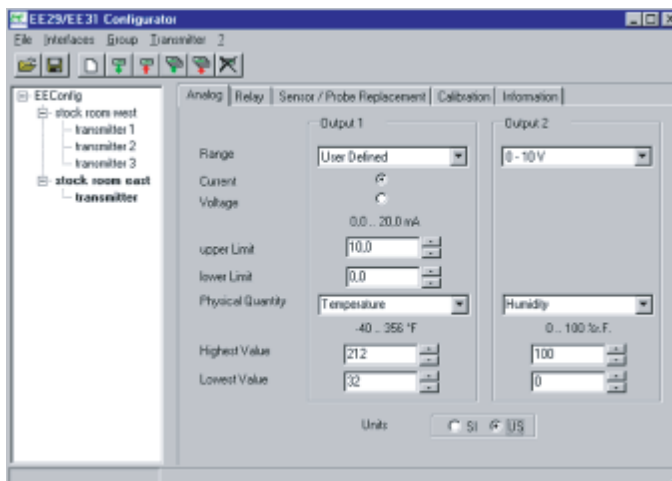 EE29/EE31 Configurator
File Interfaces Group Transmitter ?
EEConfig
stock room west
transmitter 1
transmitter 2
transmitter 3
stock room east
transmitter
Analog Relay Sensor / Probe Replacement Calibration Information
Output 1 Output 2
Range User Defined 0 - 10 V
Current
Voltage
0,0 .. 20,0 mA
upper Limit 10,0
lower Limit 0,0
Physical Quantity Temperature Humidity
-40 .. 356 °F 0 .. 100 %r.F.
Highest Value 212 100
Lowest Value 32 0
Units SI US